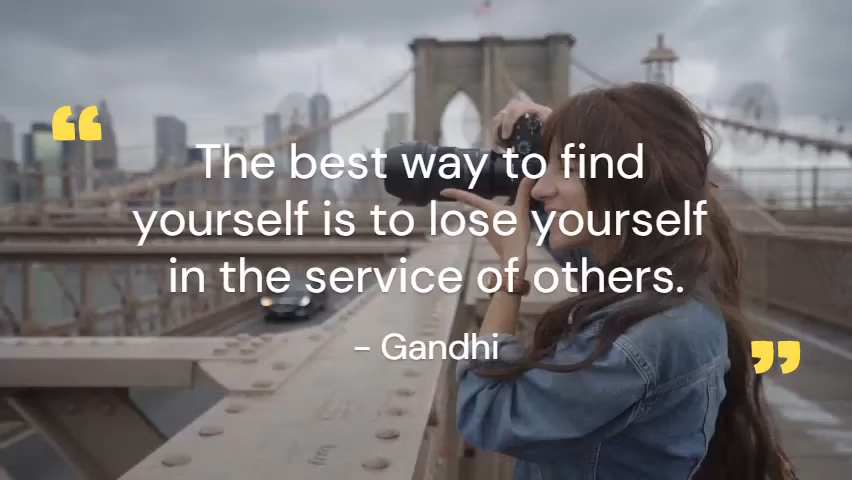 “
The best way to find
yourself is to lose yourself
in the service of others.
- Gandhi
”